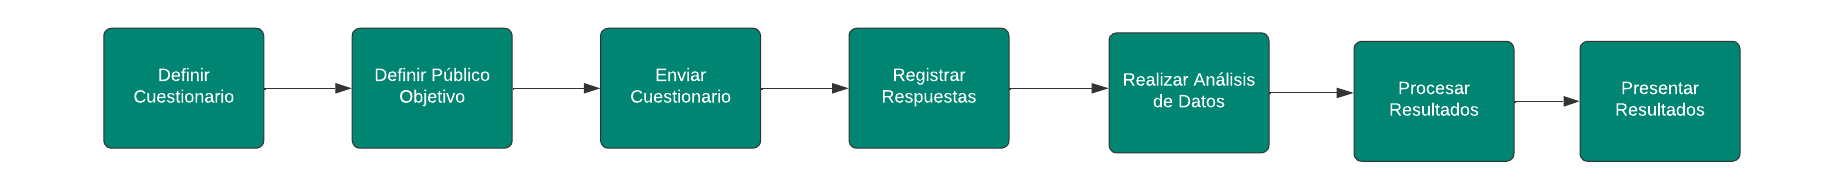 Definir
Cuestionario
Definir Público
Objetivo
Enviar
Cuestionario
Registrar
Respuestas
Realizar Análisis
de Datos
Procesar
Resultados
Presentar
Resultados